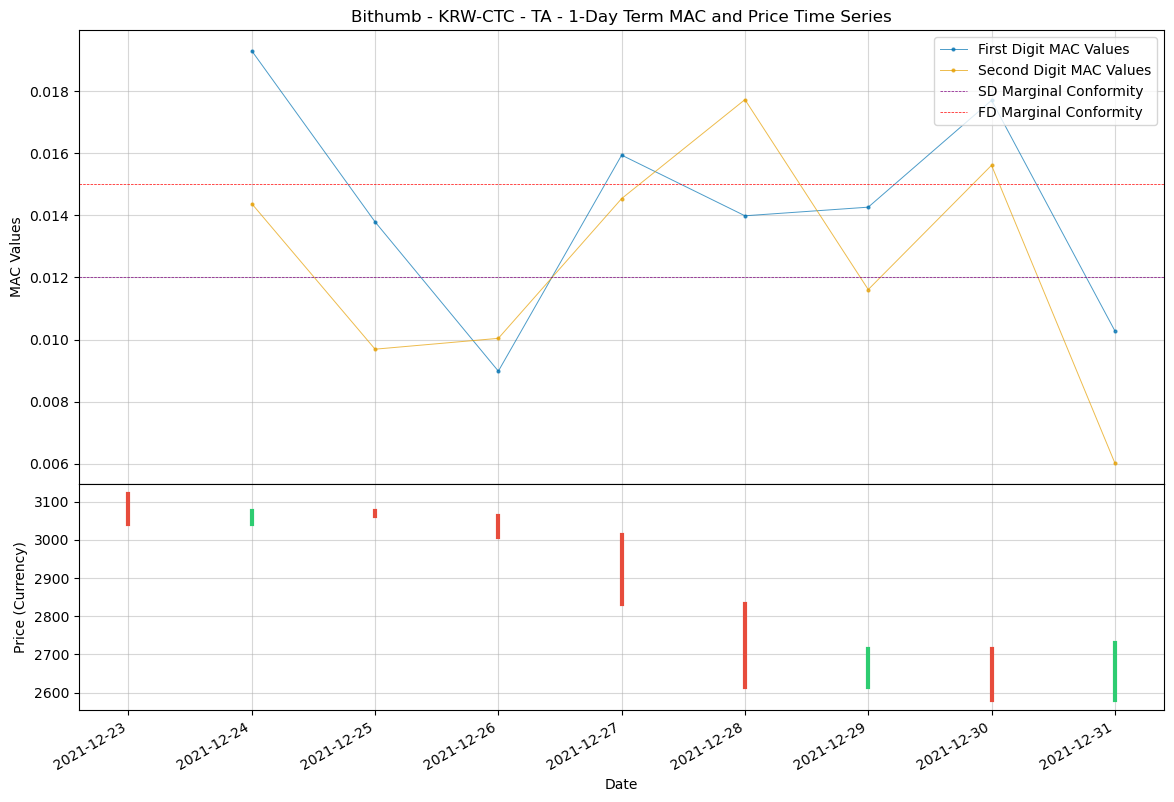 Bithumb - KRW-CTC - TA - 1-Day Term MAC and Price Time Series
First Digit MAC Values
Second Digit MAC Values
SD Marginal Conformity
FD Marginal Conformity
MAC Values
0.018
0.016
0.014
0.012
0.010
0.008
0.006
Price (Currency)
3100
3000
2900
2800
2700
2600
2021-12-23
2021-12-24
2021-12-25
2021-12-26
2021-12-27
2021-12-28
2021-12-29
2021-12-30
2021-12-31
Date